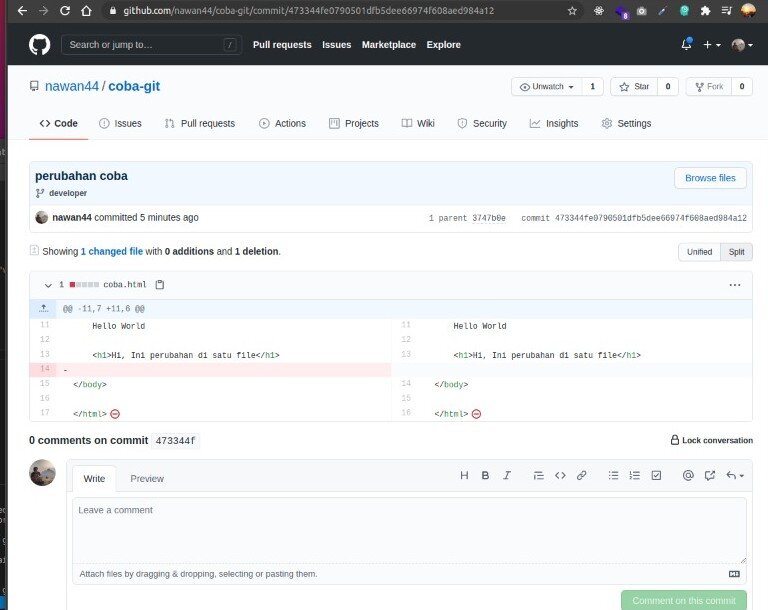 github.com/nawan44/coba-git/commit/473344fe0790501dfb5dee66974f608aed984a12
8
Search or jump to… /
Pull requests Issues Marketplace Explore
nawan44 / coba-git
Unwatch 1 Star 0 Fork 0
<> Code Issues Pull requests Actions Projects Wiki Security Insights Settings
perubahan coba
Browse files
developer
nawan44 committed 5 minutes ago
1 parent 3747b0e commit 473344fe0790501dfb5dee66974f608aed984a12
Showing 1 changed file with 0 additions and 1 deletion.
Unified Split
1 coba.html
@@ -11,7 +11,6 @@
11 Hello World 11 Hello World
12 12
13 <h1>Hi, Ini perubahan di satu file</h1> 13 <h1>Hi, Ini perubahan di satu file</h1>
14 -
15 </body> 14 </body>
16 15
17 </html> 16 </html>
0 comments on commit 473344f
Lock conversation
Write Preview
H B I
Leave a comment
Attach files by dragging & dropping, selecting or pasting them.
Comment on this commit